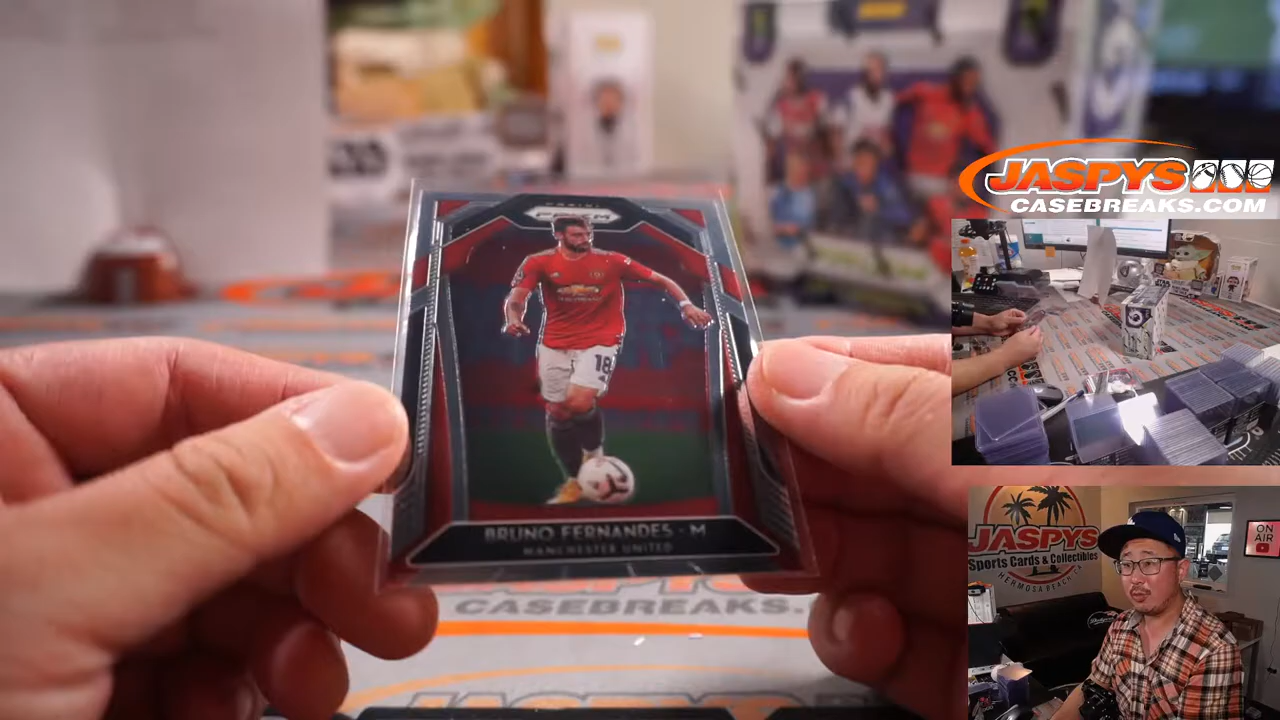 PANINI
PRIZM
18
BRUNO FERNANDES - M
MANCHESTER UNITED
CASEBREAKS.
JASPYS
CASEBREAKS.COM
JASPYS
Sports Cards & Collectibles
HERMOSA BEACH, CA
ON
AIR